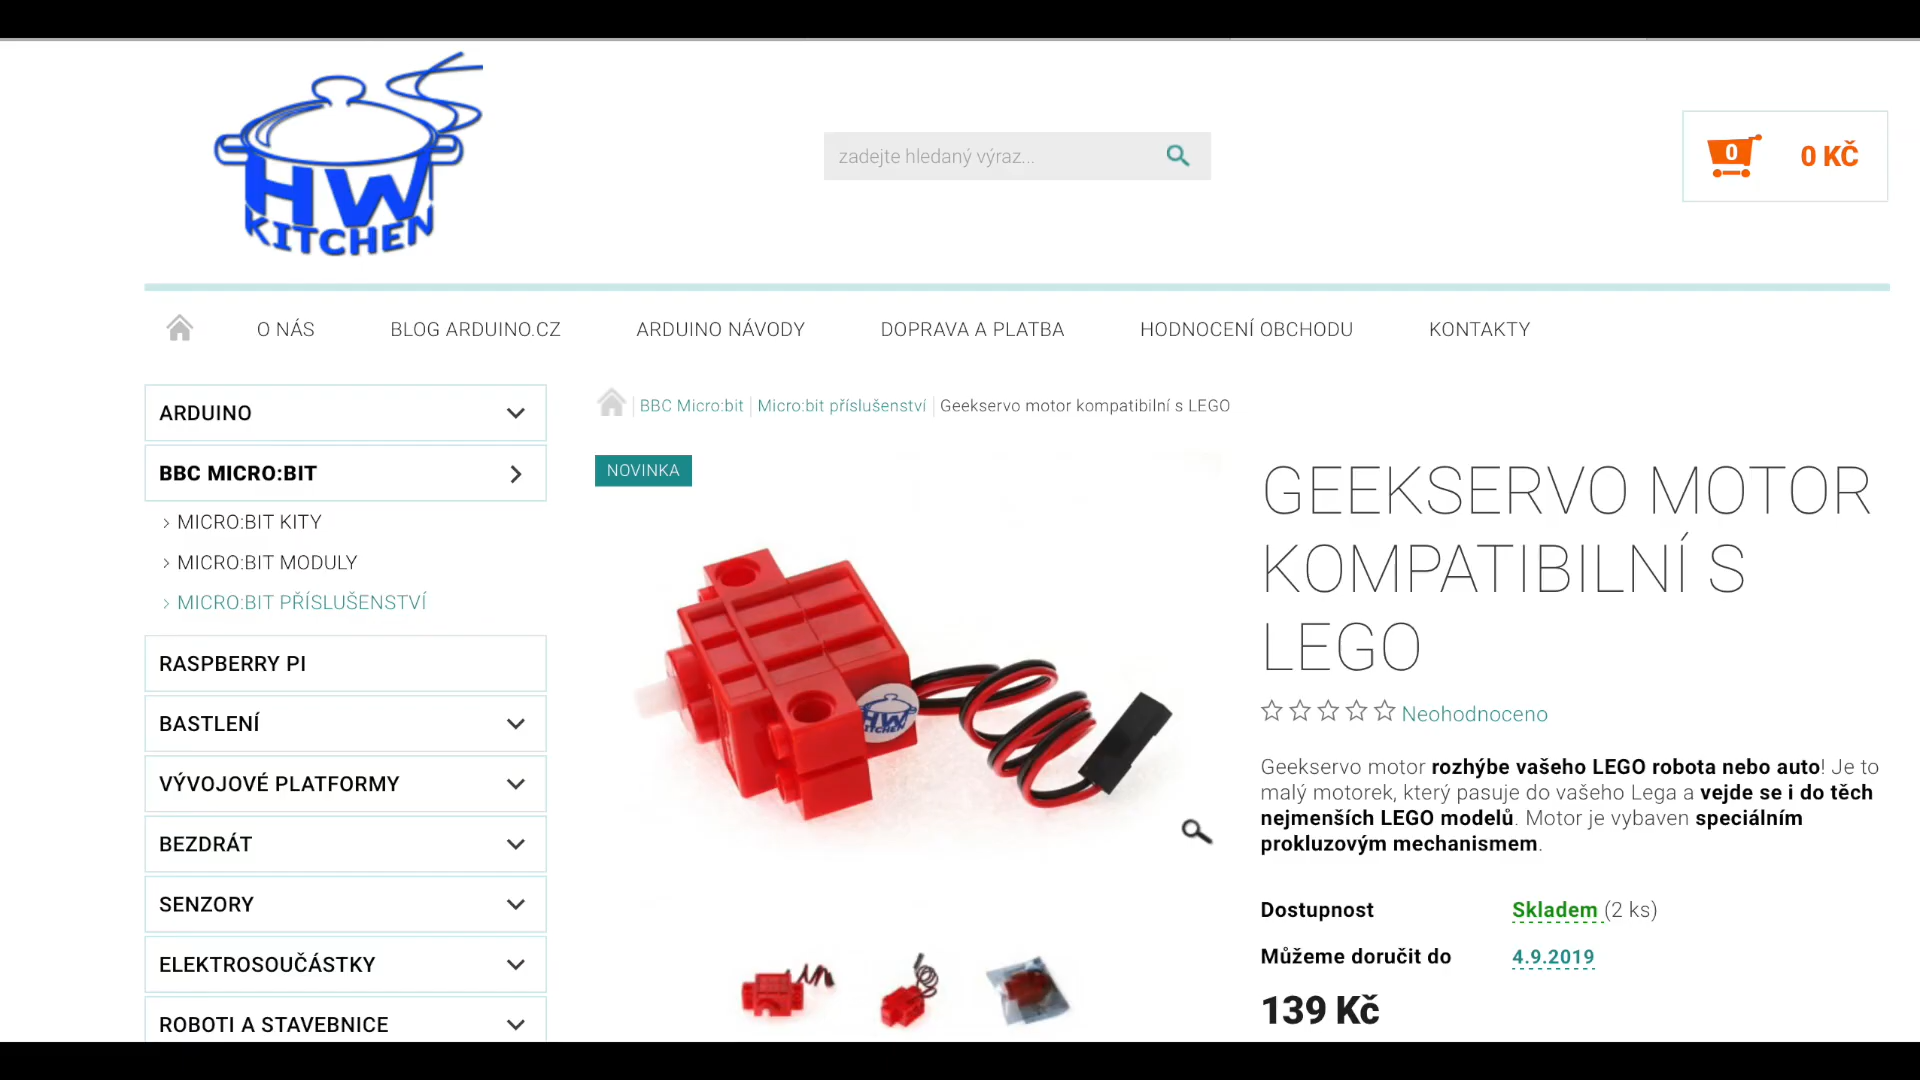 HW
KITCHEN
zadejte hledaný výraz...
0
0 KČ
O NÁS
BLOG ARDUINO.CZ
ARDUINO NÁVODY
DOPRAVA A PLATBA
HODNOCENÍ OBCHODU
KONTAKTY
ARDUINO
BBC MICRO:BIT
MICRO:BIT KITY
MICRO:BIT MODULY
MICRO:BIT PŘÍSLUŠENSTVÍ
RASPBERRY PI
BASTLENÍ
VÝVOJOVÉ PLATFORMY
BEZDRÁT
SENZORY
ELEKTROSOUČÁSTKY
ROBOTI A STAVEBNICE
BBC Micro:bit | Micro:bit příslušenství | Geekservo motor kompatibilní s LEGO
NOVINKA
HW
KITCHEN
GEEKSERVO MOTOR
KOMPATIBILNÍ S
LEGO
Neohodnoceno
Geekservo motor rozhýbe vašeho LEGO robota nebo auto! Je to
malý motorek, který pasuje do vašeho Lega a vejde se i do těch
nejmenších LEGO modelů. Motor je vybaven speciálním
prokluzovým mechanismem.
Dostupnost Skladem (2 ks)
Můžeme doručit do 4.9.2019
139 Kč